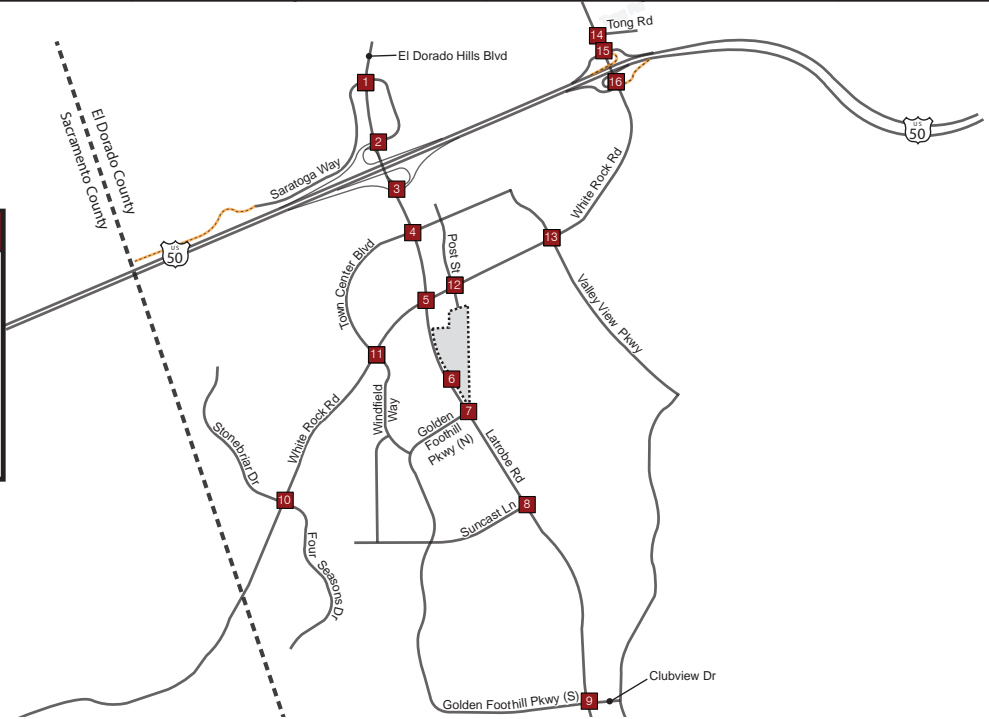 Tong Rd
14
15
El Dorado Hills Blvd
16
1
US
50
El Dorado County
Sacramento County
2
Saratoga Way
3
White Rock Rd
US
50
4
13
Post St
Town Center Blvd
12
5
Valley View Pkwy
11
6
White Rock Rd
Windfield
Way
7
Golden
Foothill
Pkwy (N)
Stonebriar Dr
Latrobe Rd
10
8
Suncast Ln
Four Seasons Dr
Clubview Dr
Golden Foothill Pkwy (S)
9